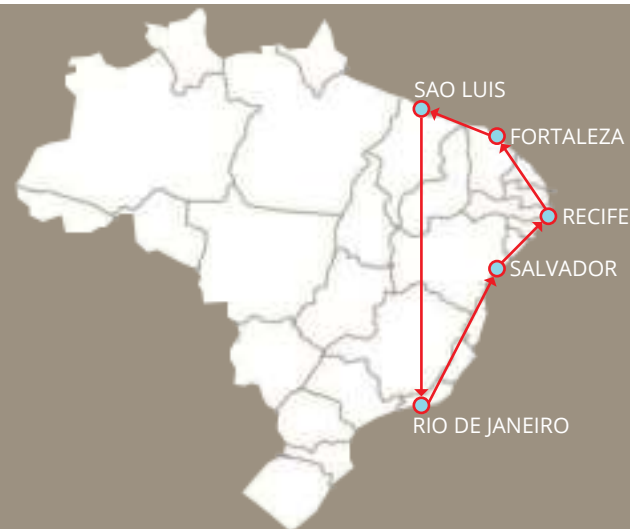 SAO LUIS
FORTALEZA
RECIFE
SALVADOR
RIO DE JANEIRO